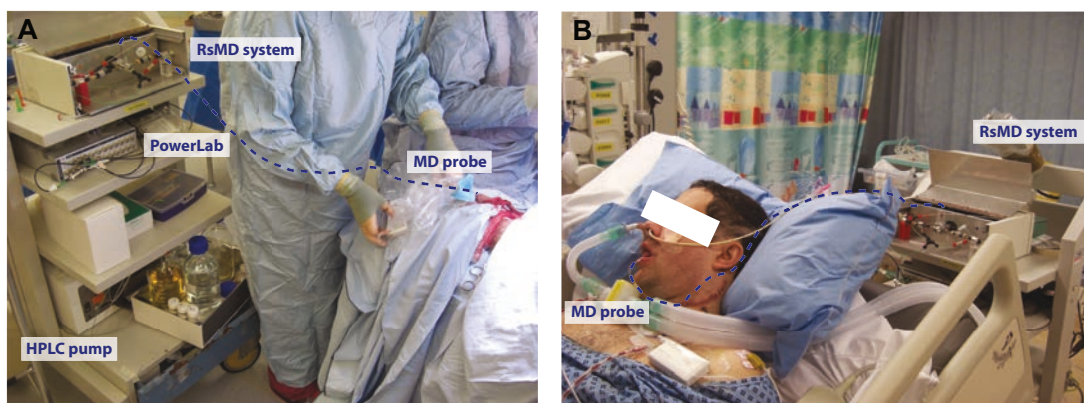 A
RsMD system
PowerLab
MD probe
HPLC pump
B
RsMD system
MD probe